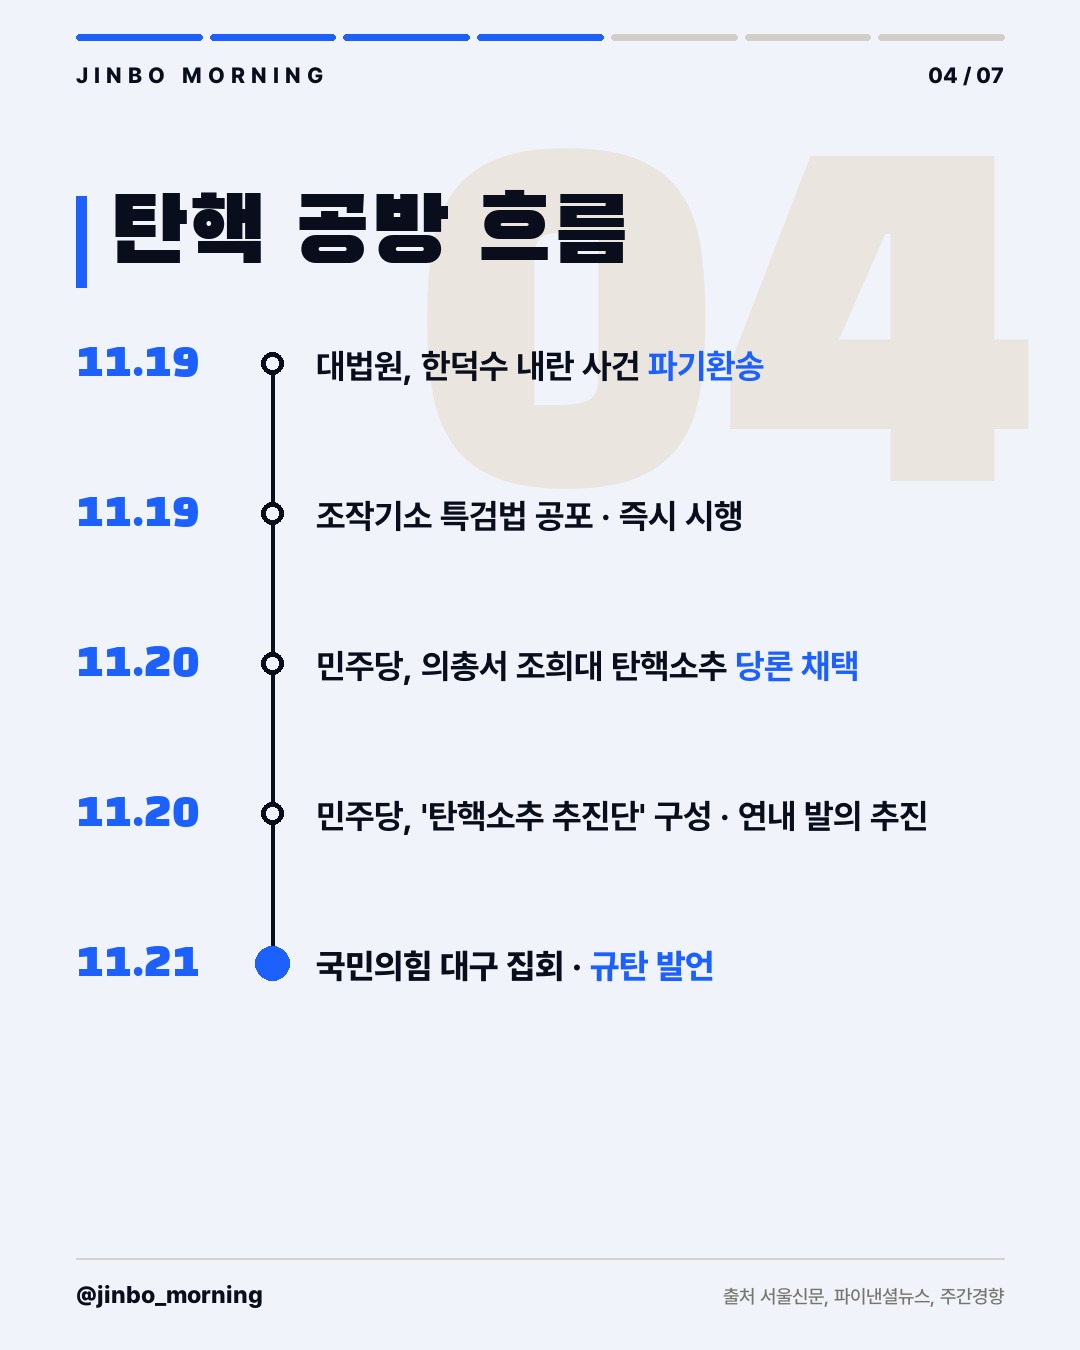 JINBO MORNING
04 / 07
04
탄핵 공방 흐름
11.19 대법원, 한덕수 내란 사건 파기환송
11.19 조작기소 특검법 공포 · 즉시 시행
11.20 민주당, 의총서 조희대 탄핵소추 당론 채택
11.20 민주당, '탄핵소추 추진단' 구성 · 연내 발의 추진
11.21 국민의힘 대구 집회 · 규탄 발언
@jinbo_morning
출처 서울신문, 파이낸셜뉴스, 주간경향